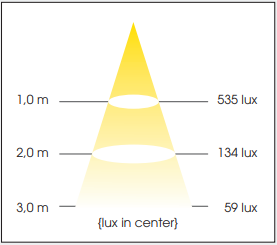 1,0 m 535 lux
2,0 m 134 lux
3,0 m 59 lux
{lux in center}